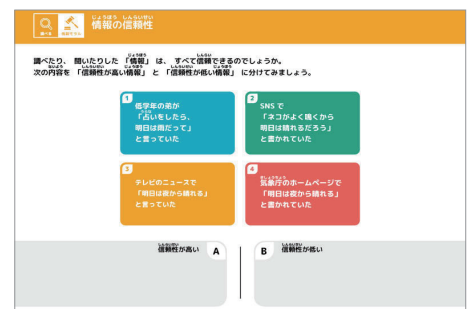 情報の信頼性
調べたり、聞いたりした「情報」は、すべて信頼できるのでしょうか。
次の内容を「信頼性が高い情報」と「信頼性が低い情報」に分けてみましょう。
1
低学年の弟が
「占いをしたら、
明日は雨だって」
と言っていた
2
SNSで
「ネコがよく鳴くから
明日は晴れるだろう」
と書かれていた
3
テレビのニュースで
「明日は夜から晴れる」
と言っていた
4
気象庁のホームページで
「明日は夜から晴れる」
と書かれていた
信頼性が高い A
B 信頼性が低い